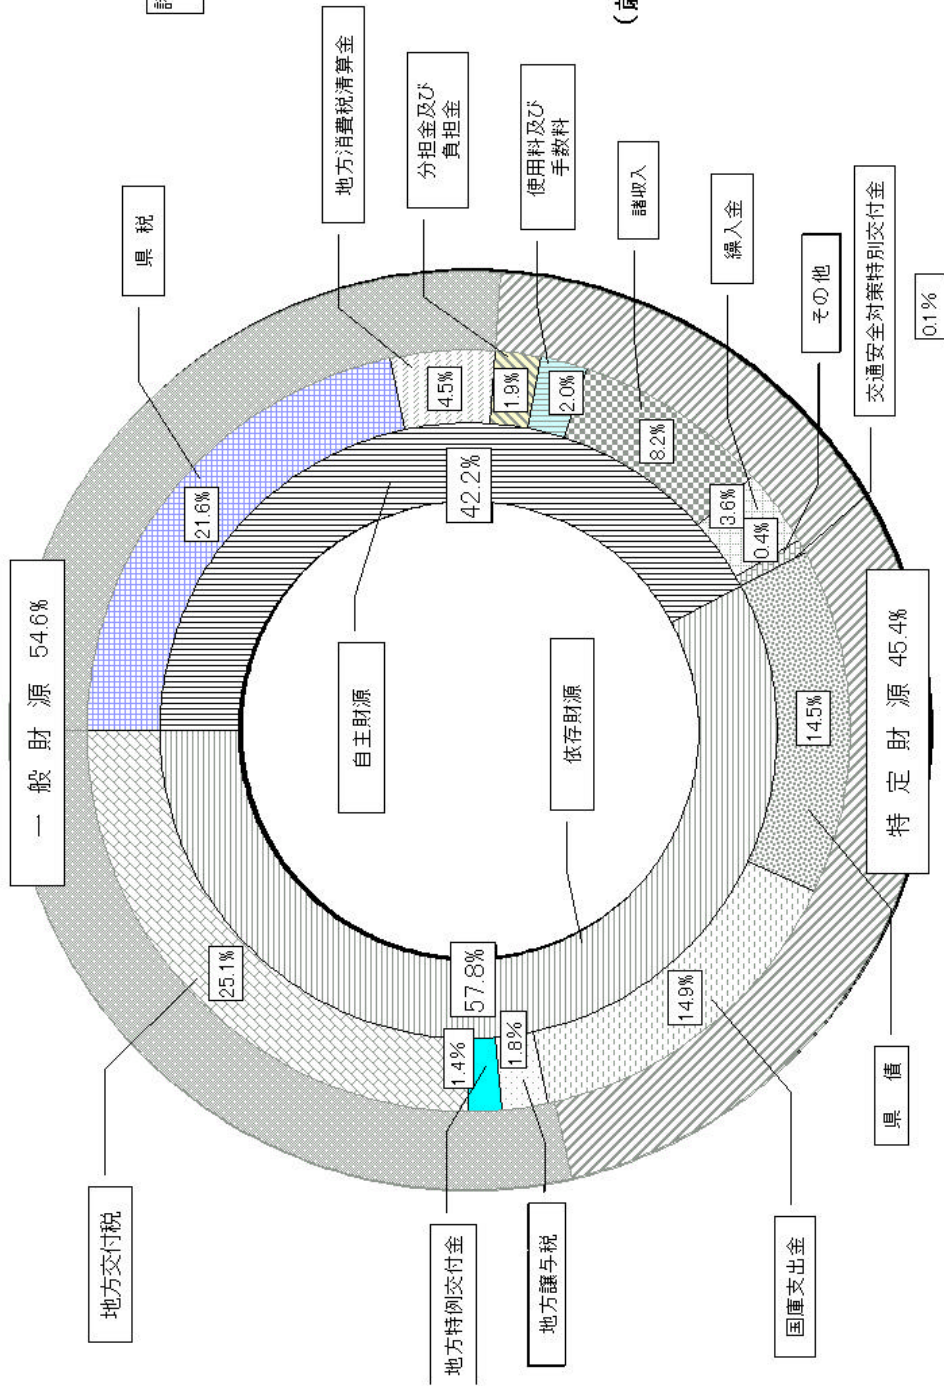 一般財源 54.6%
県税
21.6%
地方消費税清算金
4.5%
分担金及び
負担金
1.9%
使用料及び
手数料
2.0%
諸収入
8.2%
繰入金
3.6%
その他
0.4%
交通安全対策特別交付金
0.1%
自主財源
42.2%
依存財源
57.8%
地方交付税
25.1%
地方特例交付金
1.4%
地方譲与税
1.8%
国庫支出金
14.9%
県債
14.5%
特定財源 45.4%